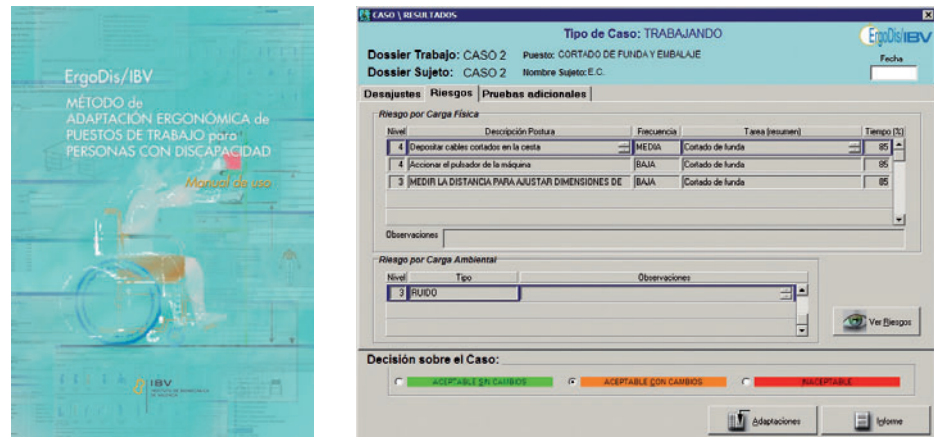 ErgoDis/IBV
MÉTODO de
ADAPTACIÓN ERGONÓMICA de
PUESTOS DE TRABAJO para
PERSONAS CON DISCAPACIDAD
Manual de uso
IBV
CASO \ RESULTADOS
Tipo de Caso: TRABAJANDO
ErgoDis/IBV
Dossier Trabajo: CASO 2 Puesto: CORTADO DE FUNDA Y EMBALAJE
Fecha
Dossier Sujeto: CASO 2 Nombre Sujeto: E.C.
Desajustes Riesgos Pruebas adicionales
Riesgo por Carga Física
Nivel Descripción Postura Frecuencia Tarea (resumen) Tiempo (%)
4 Depositar cables cortados en la cesta MEDIA Cortado de funda 85
4 Accionar el pulsador de la máquina BAJA Cortado de funda 85
3 MEDIR LA DISTANCIA PARA AJUSTAR DIMENSIONES DE BAJA Cortado de funda 85
Observaciones
Riesgo por Carga Ambiental
Nivel Tipo Observaciones
3 RUIDO
Ver Riesgos
Decisión sobre el Caso:
ACEPTABLE SIN CAMBIOS ACEPTABLE CON CAMBIOS INACEPTABLE
Adaptaciones Informe